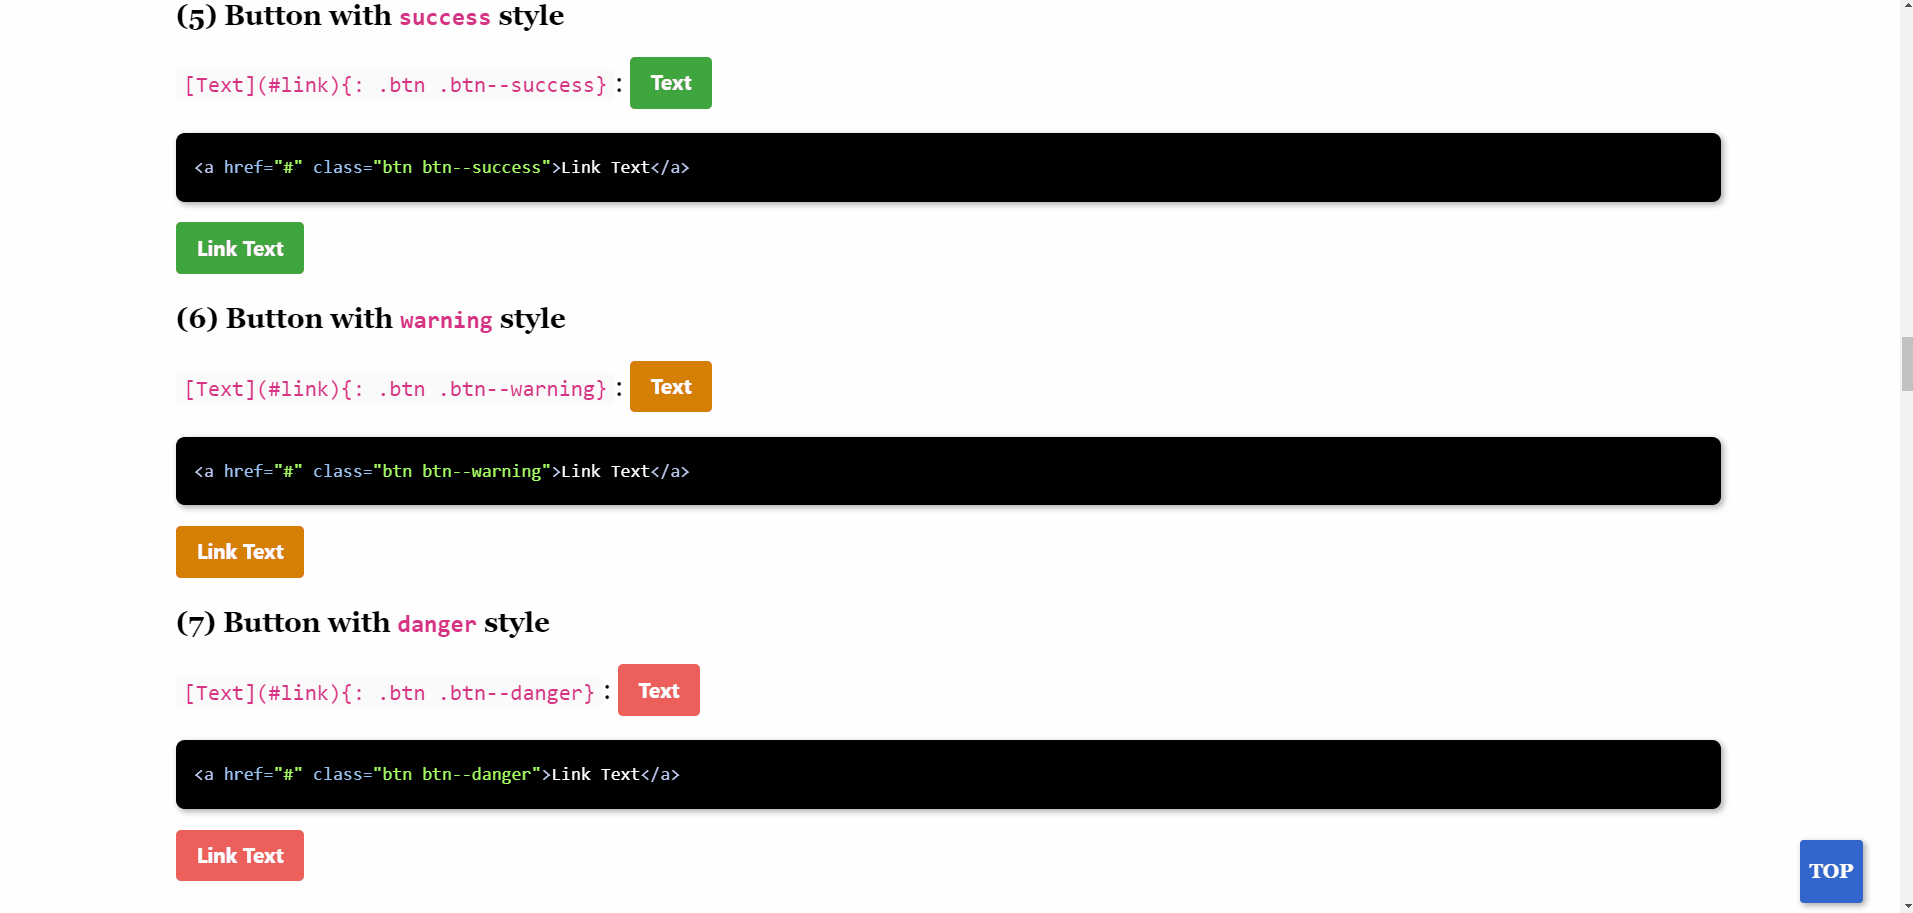 (5) Button with success style
[Text](#link){: .btn .btn--success} : Text
<a href="#" class="btn btn--success">Link Text</a>
Link Text
(6) Button with warning style
[Text](#link){: .btn .btn--warning} : Text
<a href="#" class="btn btn--warning">Link Text</a>
Link Text
(7) Button with danger style
[Text](#link){: .btn .btn--danger} : Text
<a href="#" class="btn btn--danger">Link Text</a>
Link Text
TOP